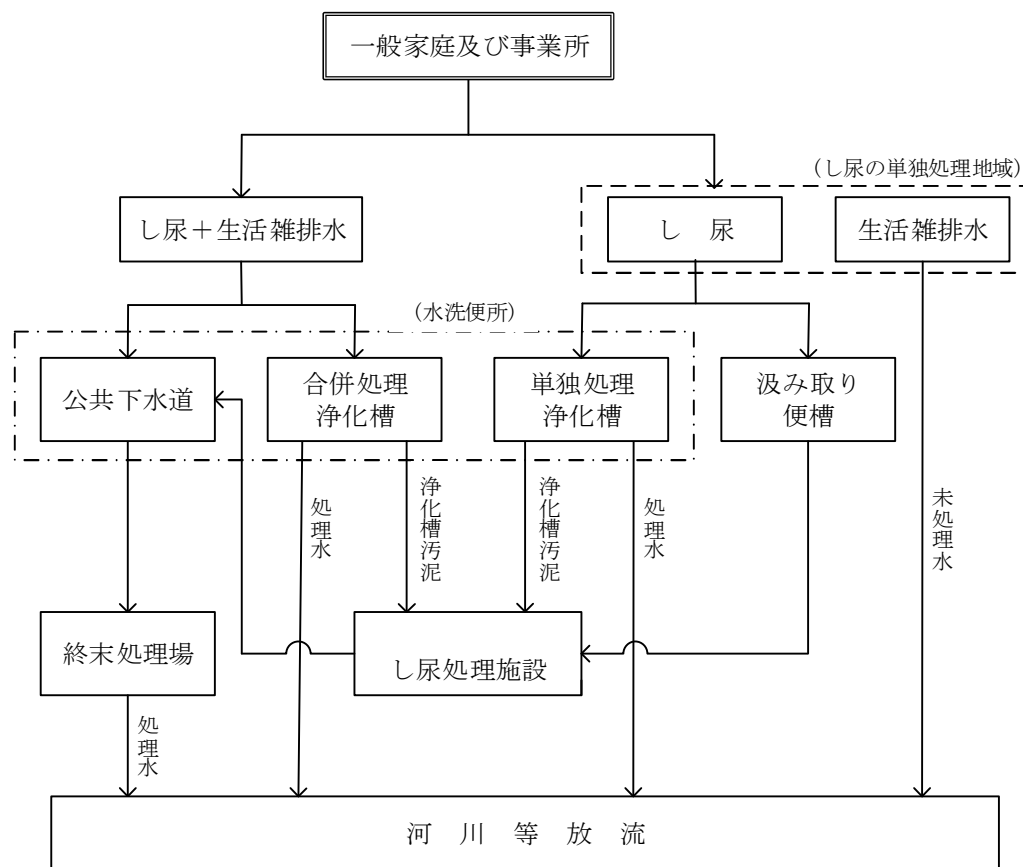 一般家庭及び事業所
(し尿の単独処理地域)
し尿+生活雑排水
し 尿
生活雑排水
(水洗便所)
公共下水道
合併処理
浄化槽
単独処理
浄化槽
汲み取り
便槽
処理水
浄化槽汚泥
浄化槽汚泥
処理水
未処理水
終末処理場
し尿処理施設
処理水
河 川 等 放 流